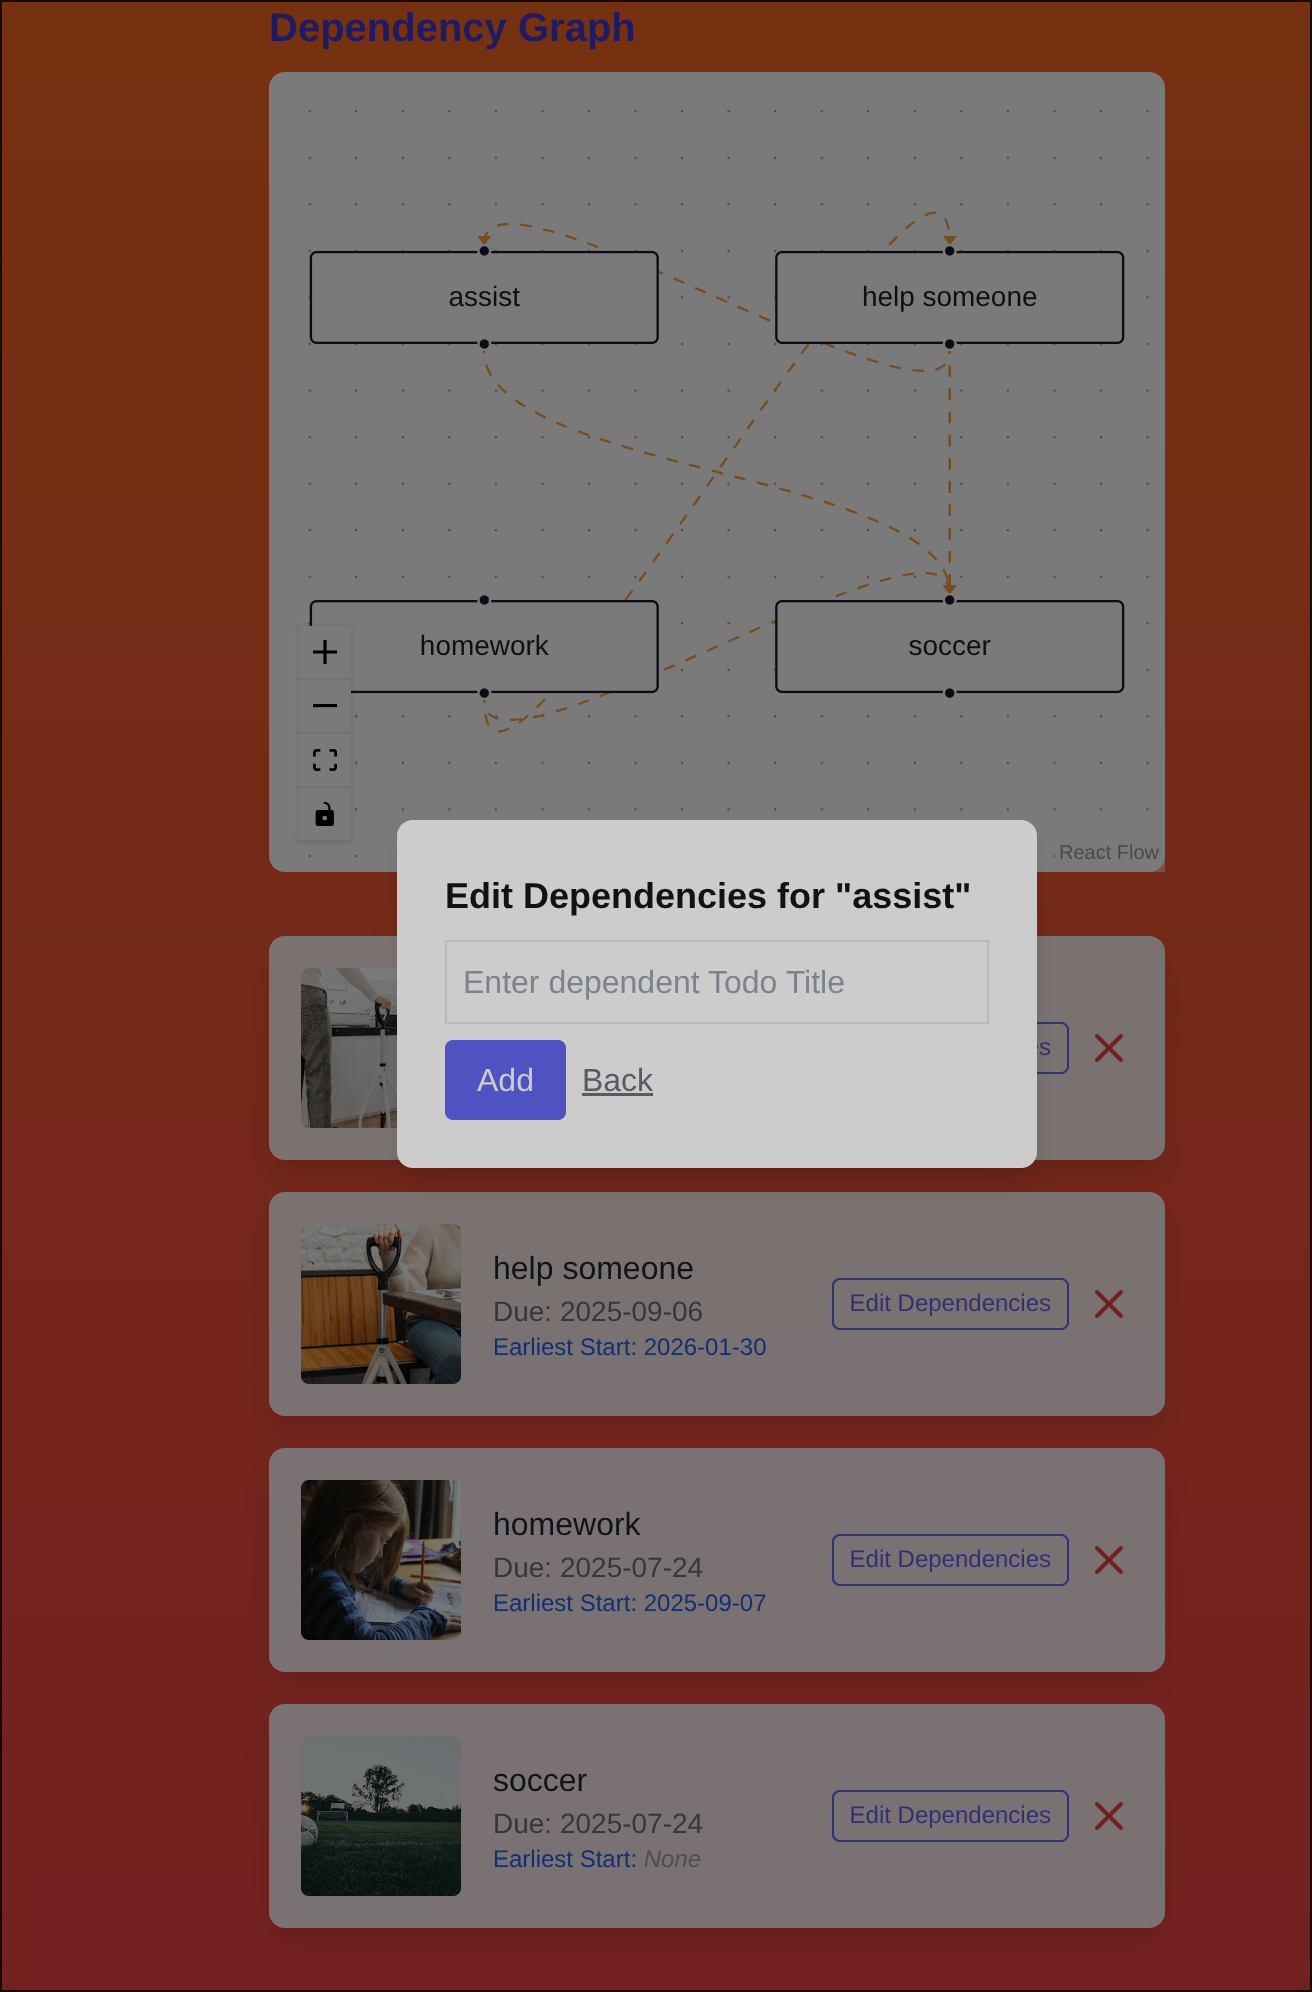 Dependency Graph
assist
help someone
homework
soccer
React Flow
Edit Dependencies for "assist"
Enter dependent Todo Title
Add
Back
es
help someone
Due: 2025-09-06
Earliest Start: 2026-01-30
Edit Dependencies
homework
Due: 2025-07-24
Earliest Start: 2025-09-07
Edit Dependencies
soccer
Due: 2025-07-24
Earliest Start: None
Edit Dependencies